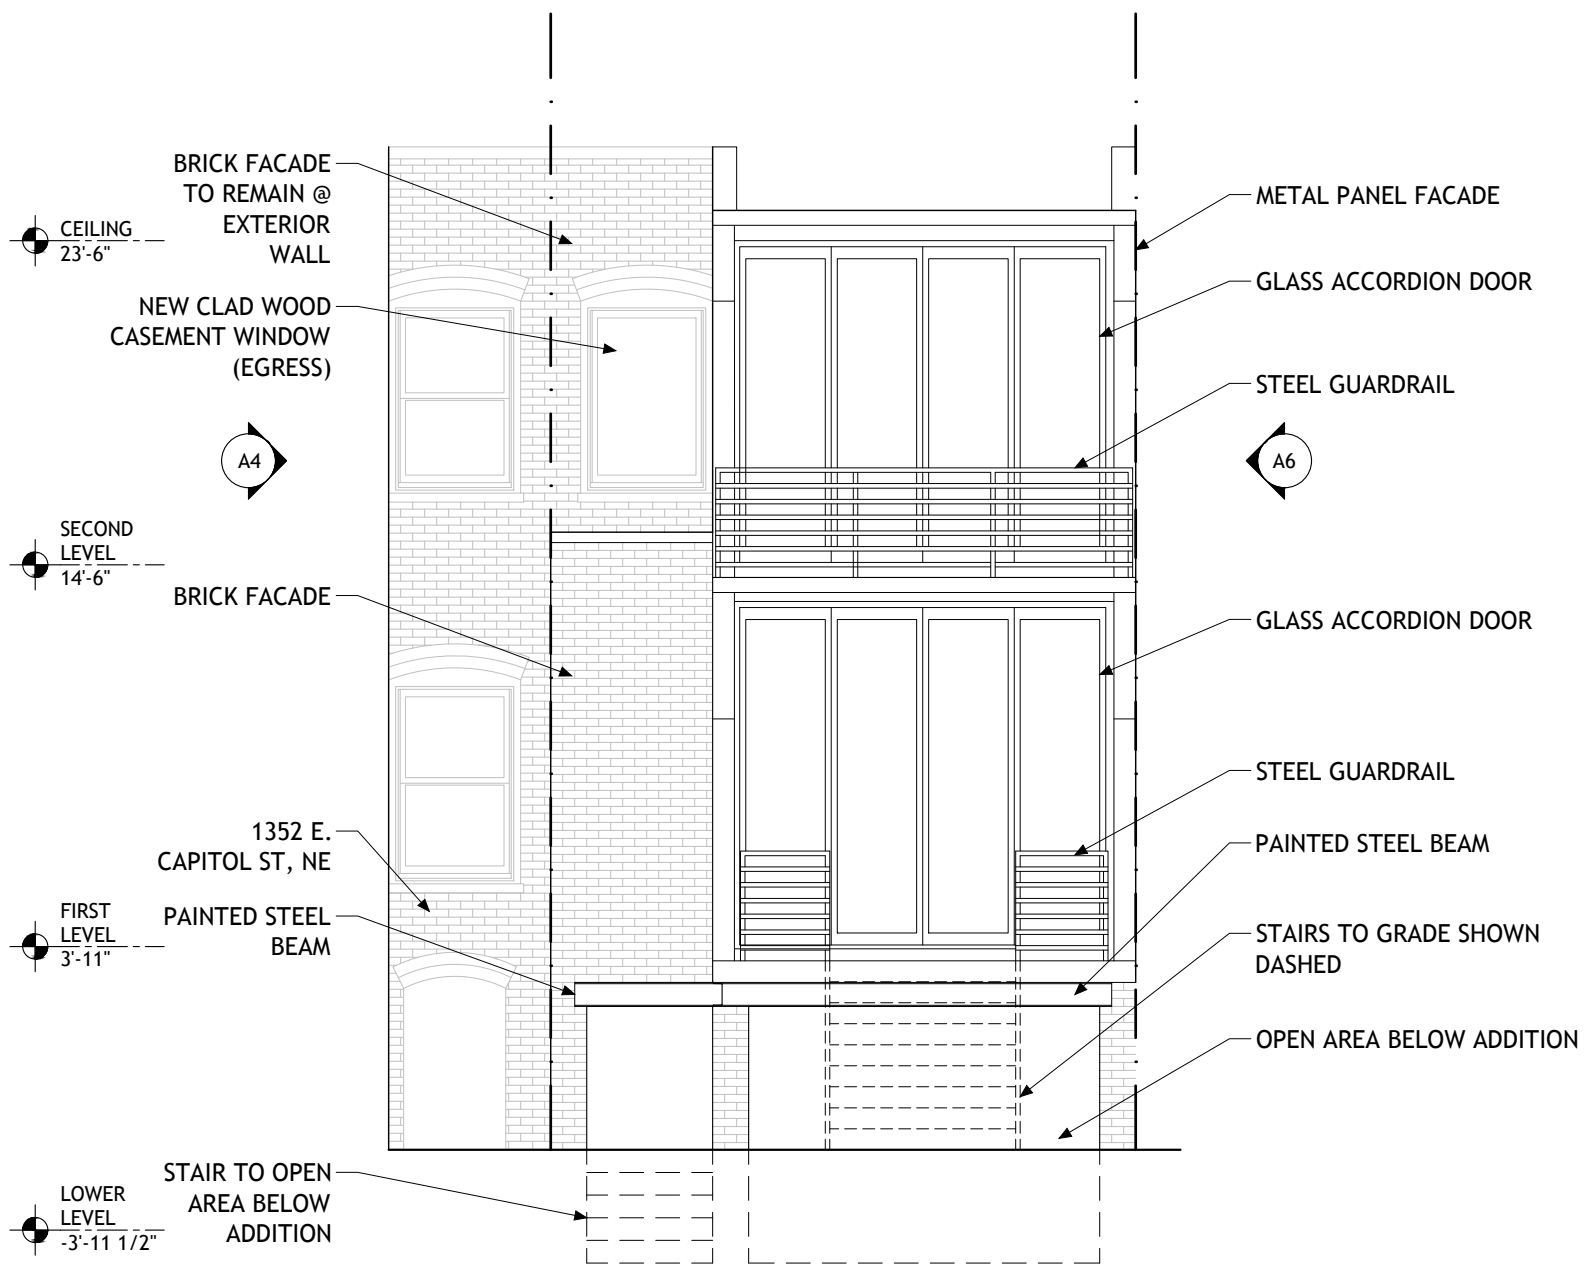 BRICK FACADE
TO REMAIN @
EXTERIOR
WALL
CEILING
23'-6"
NEW CLAD WOOD
CASEMENT WINDOW
(EGRESS)
A4
SECOND
LEVEL
14'-6"
BRICK FACADE
1352 E.
CAPITOL ST, NE
FIRST
LEVEL
3'-11"
PAINTED STEEL
BEAM
STAIR TO OPEN
AREA BELOW
ADDITION
LOWER
LEVEL
-3'-11 1/2"
METAL PANEL FACADE
GLASS ACCORDION DOOR
STEEL GUARDRAIL
A6
GLASS ACCORDION DOOR
STEEL GUARDRAIL
PAINTED STEEL BEAM
STAIRS TO GRADE SHOWN
DASHED
OPEN AREA BELOW ADDITION